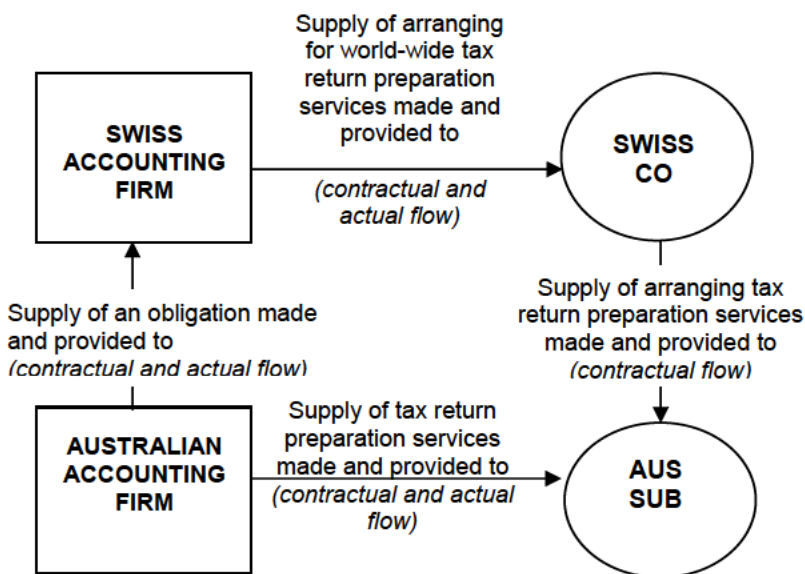 Supply of arranging
for world-wide tax
return preparation
services made and
provided to
SWISS
ACCOUNTING
FIRM
SWISS
CO
(contractual and
actual flow)
Supply of an obligation made
and provided to
(contractual and actual flow)
Supply of arranging tax
return preparation services
made and provided to
(contractual flow)
AUSTRALIAN
ACCOUNTING
FIRM
Supply of tax return
preparation services
made and provided to
(contractual and actual
flow)
AUS
SUB